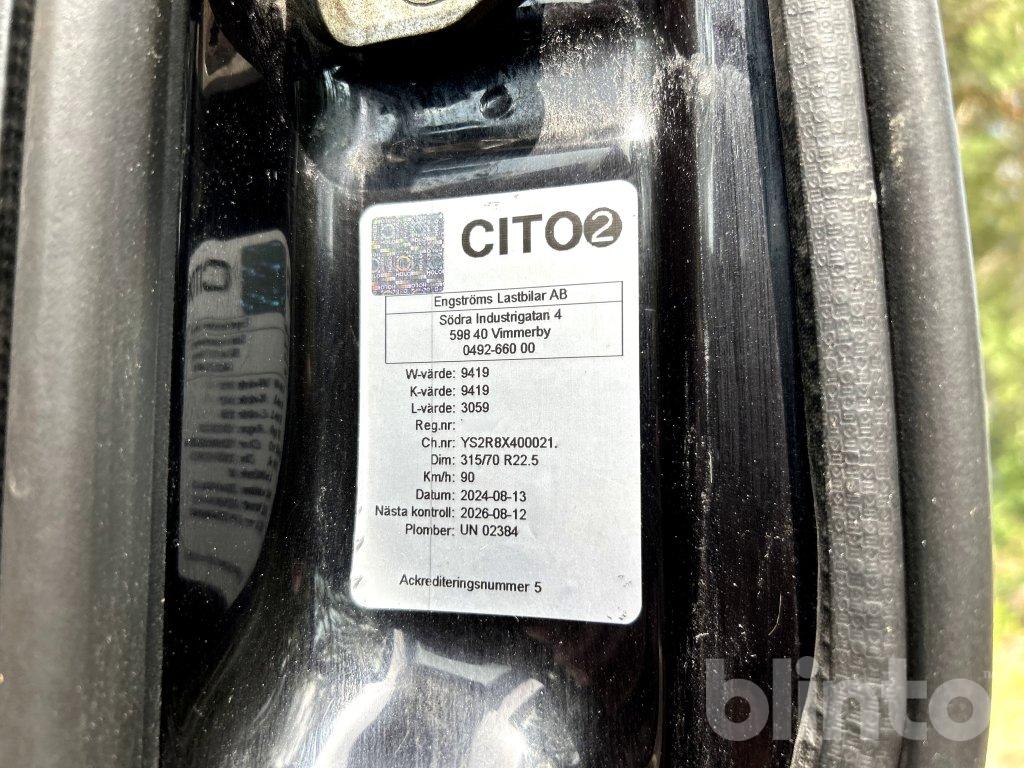 CITO2
Engströms Lastbilar AB
Södra Industrigatan 4
598 40 Vimmerby
0492-660 00
W-värde: 9419
K-värde: 9419
L-värde: 3059
Reg.nr:
Ch.nr: YS2R8X400021.
Dim: 315/70 R22.5
Km/h: 90
Datum: 2024-08-13
Nästa kontroll: 2026-08-12
Plomber: UN 02384
Ackrediteringsnummer 5
blinto